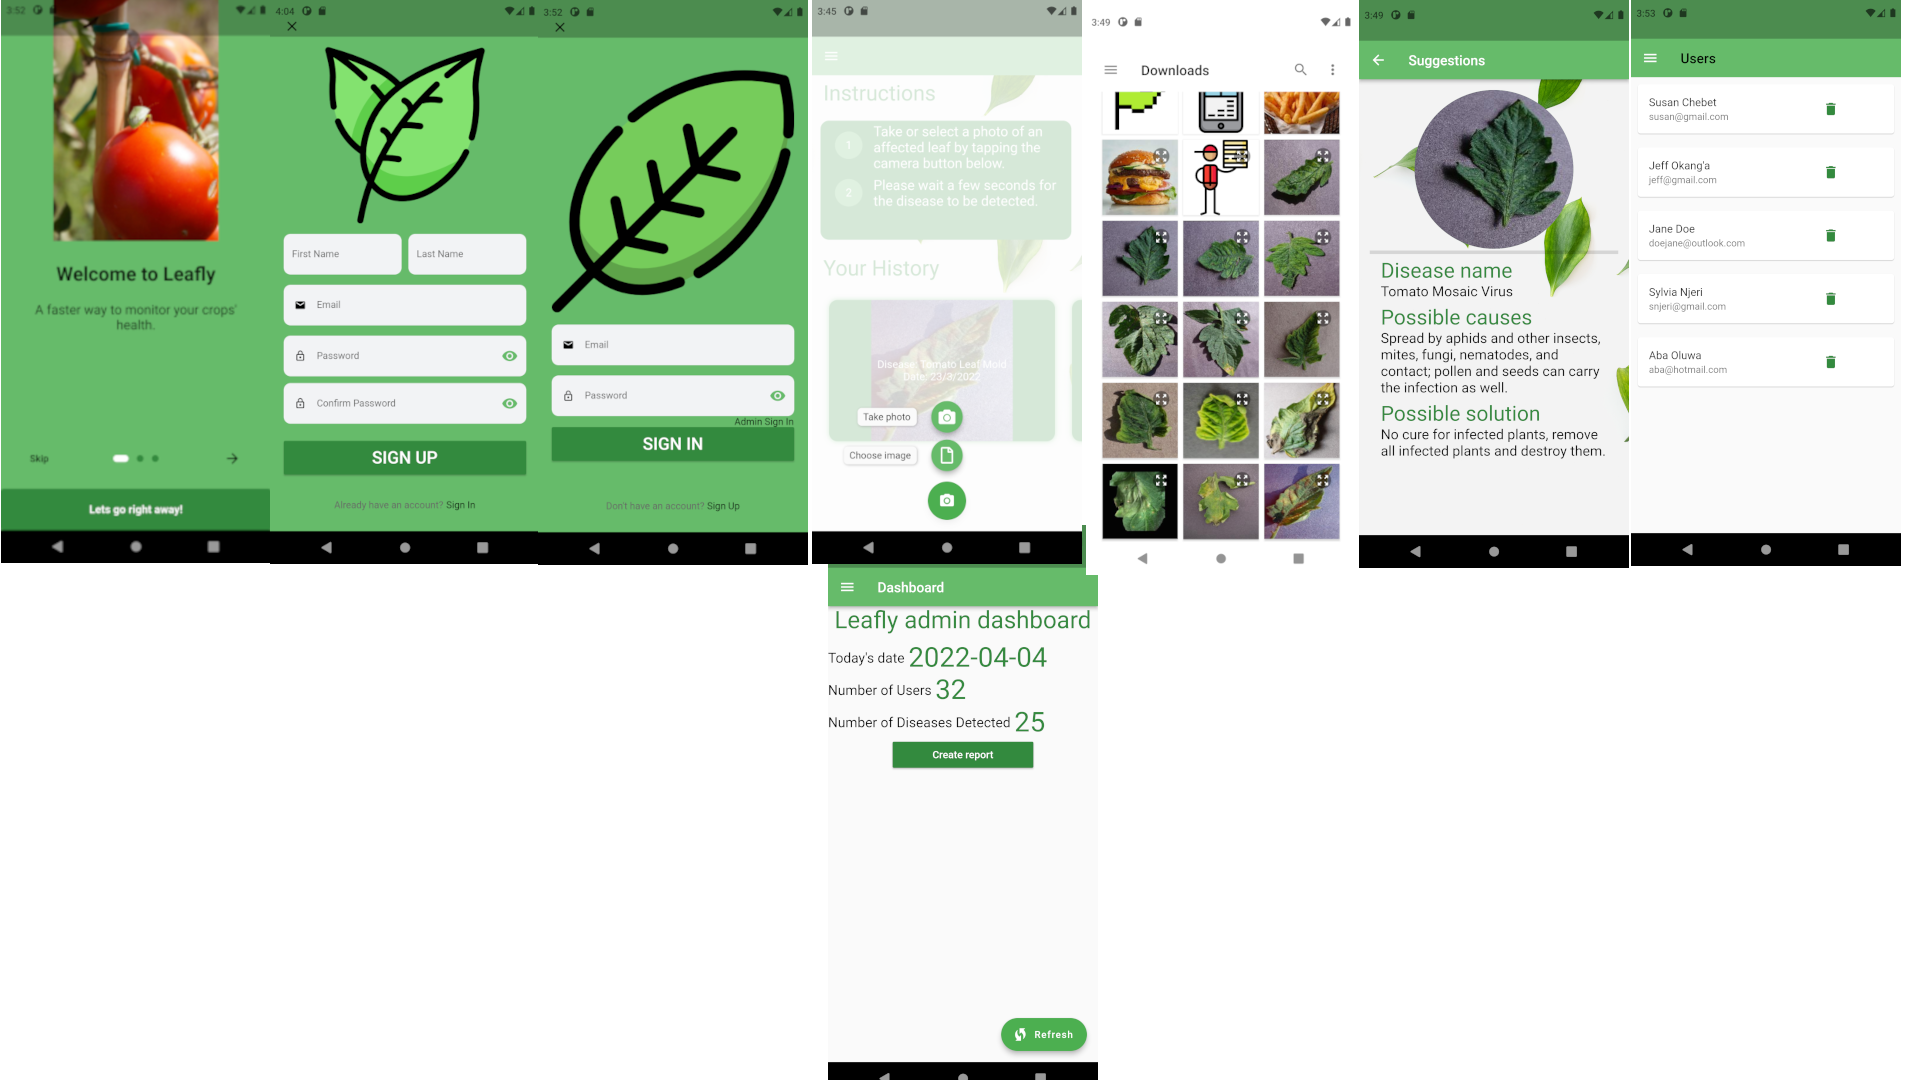 3:52
Welcome to Leafly
A faster way to monitor your crops'
health.
Skip
Lets go right away!
4:04
First Name
Last Name
Email
Password
Confirm Password
SIGN UP
Already have an account? Sign In
3:52
Email
Password
Admin Sign In
SIGN IN
Don't have an account? Sign Up
3:45
Instructions
1
Take or select a photo of an
affected leaf by tapping the
camera button below.
2
Please wait a few seconds for
the disease to be detected.
Your History
Disease: Tomato Leaf Mold
Date: 23/3/2022
Take photo
Choose image
3:49
Downloads
3:49
Suggestions
Disease name
Tomato Mosaic Virus
Possible causes
Spread by aphids and other insects,
mites, fungi, nematodes, and
contact; pollen and seeds can carry
the infection as well.
Possible solution
No cure for infected plants, remove
all infected plants and destroy them.
3:53
Users
Susan Chebet
susan@gmail.com
Jeff Okang'a
jeff@gmail.com
Jane Doe
doejane@outlook.com
Sylvia Njeri
snjeri@gmail.com
Aba Oluwa
aba@hotmail.com
Dashboard
Leafly admin dashboard
Today's date 2022-04-04
Number of Users 32
Number of Diseases Detected 25
Create report
Refresh